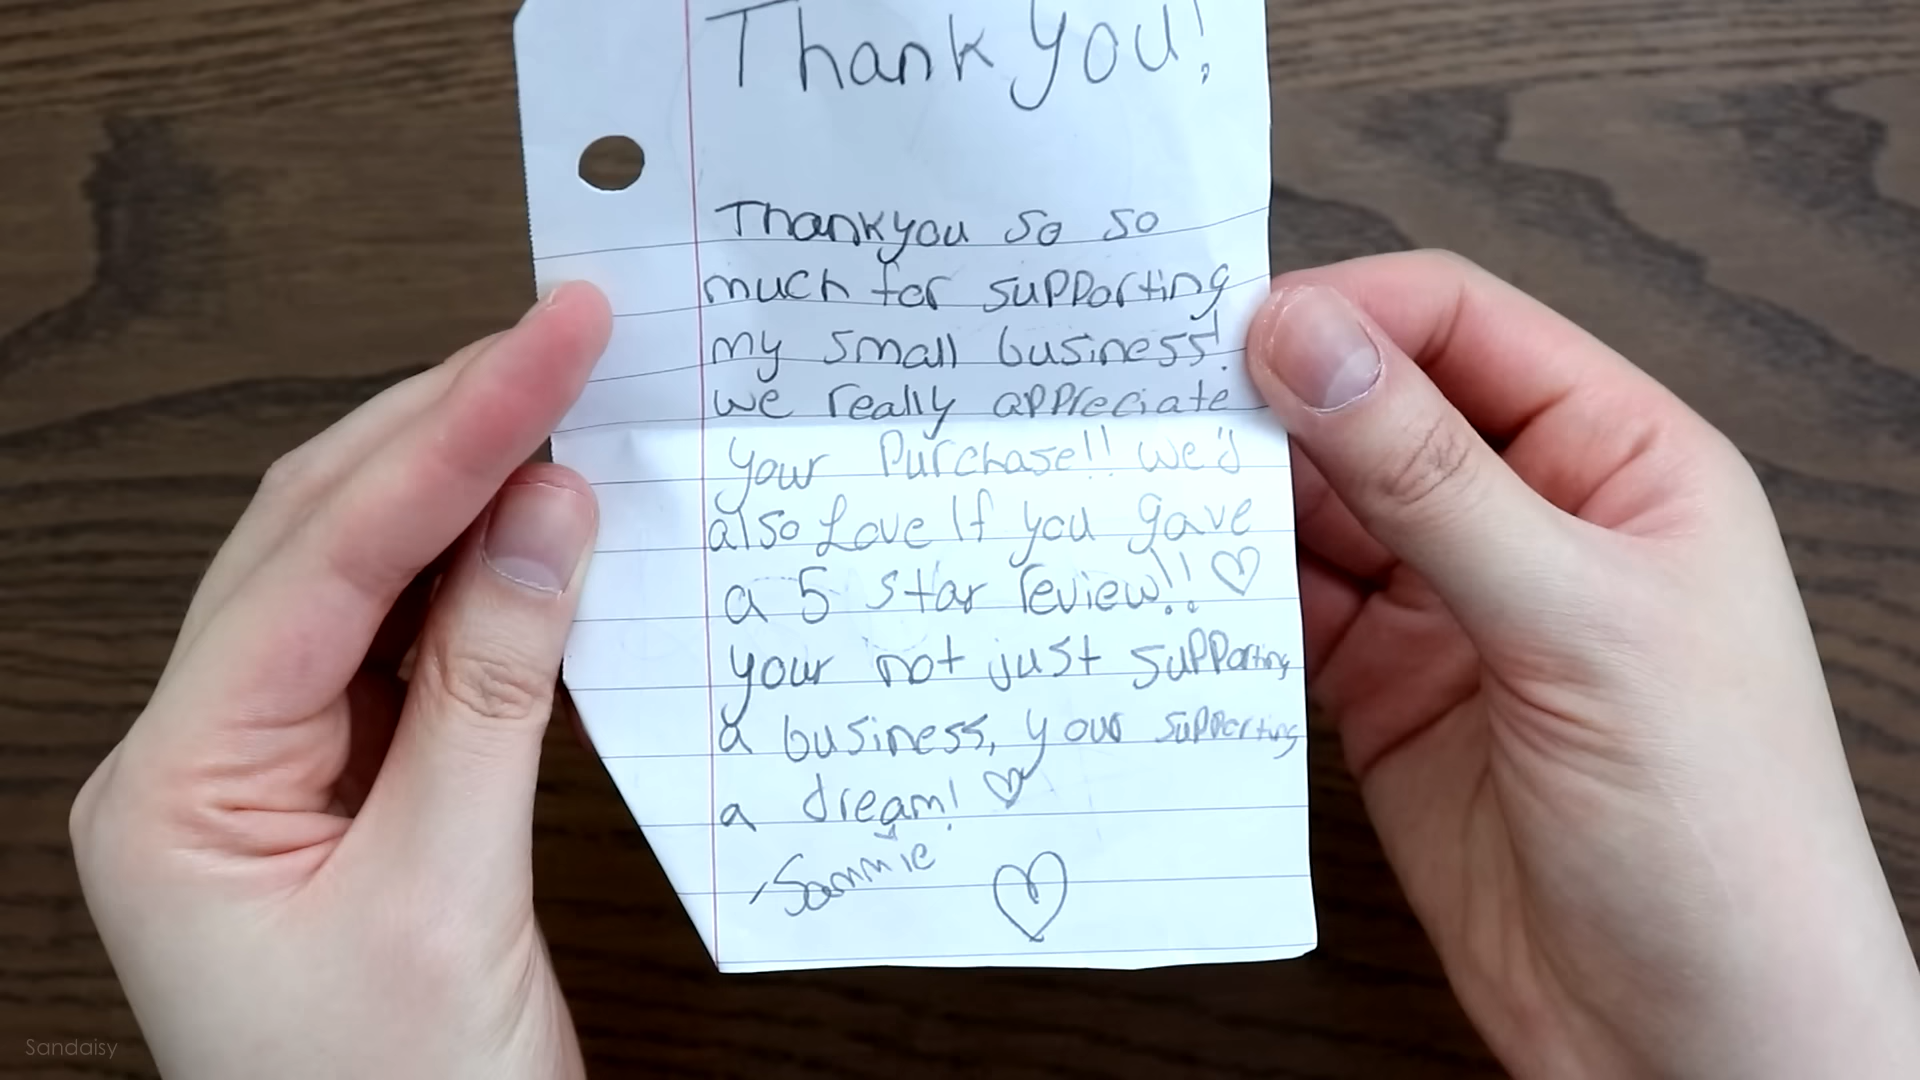 Thank you!
Thankyou so so
much for supporting
my small business!
we really appreciate
your purchase!! we'd
also Love If you gave
a 5 star review!! ♡
your not just supporting
a business, your supporting
a dream! ♡
-Sammie ♡
Sandaisy